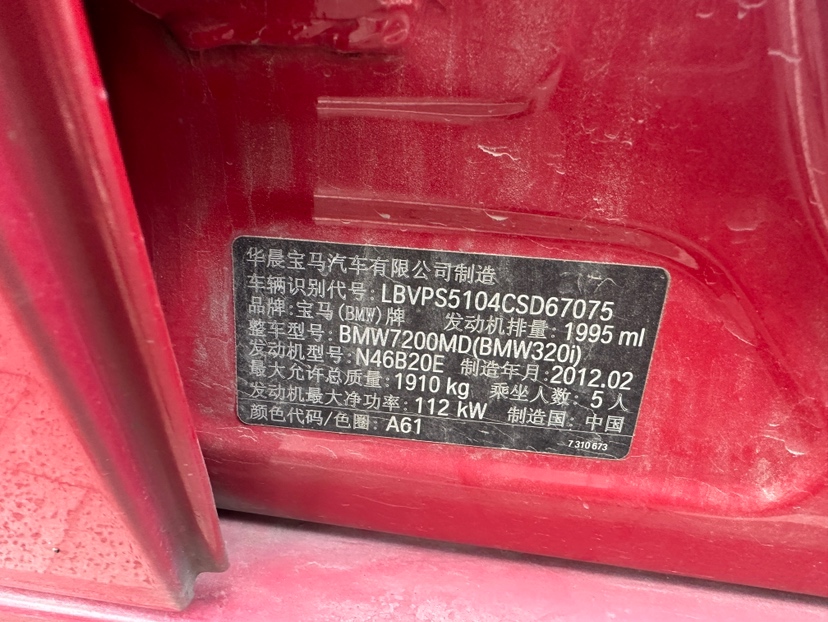 华晨宝马汽车有限公司制造
车辆识别代号: LBVPS5104CSD67075
品牌:宝马(BMW)牌 发动机排量: 1995 ml
整车型号: BMW7200MD(BMW320i)
发动机型号: N46B20E 制造年月:2012.02
最大允许总质量: 1910 kg 乘坐人数: 5 人
发动机最大净功率: 112 kW 制造国: 中国
颜色代码/色圈: A61
7 310 673